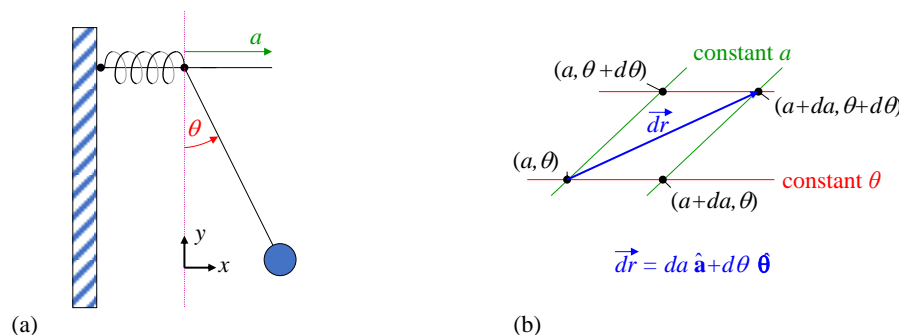 a
θ
y
x
(a)
constant a
(a, θ+dθ)
(a+da, θ+dθ)
dr
(a, θ)
constant θ
(a+da, θ)
dr = da â+dθ θ̂
(b)